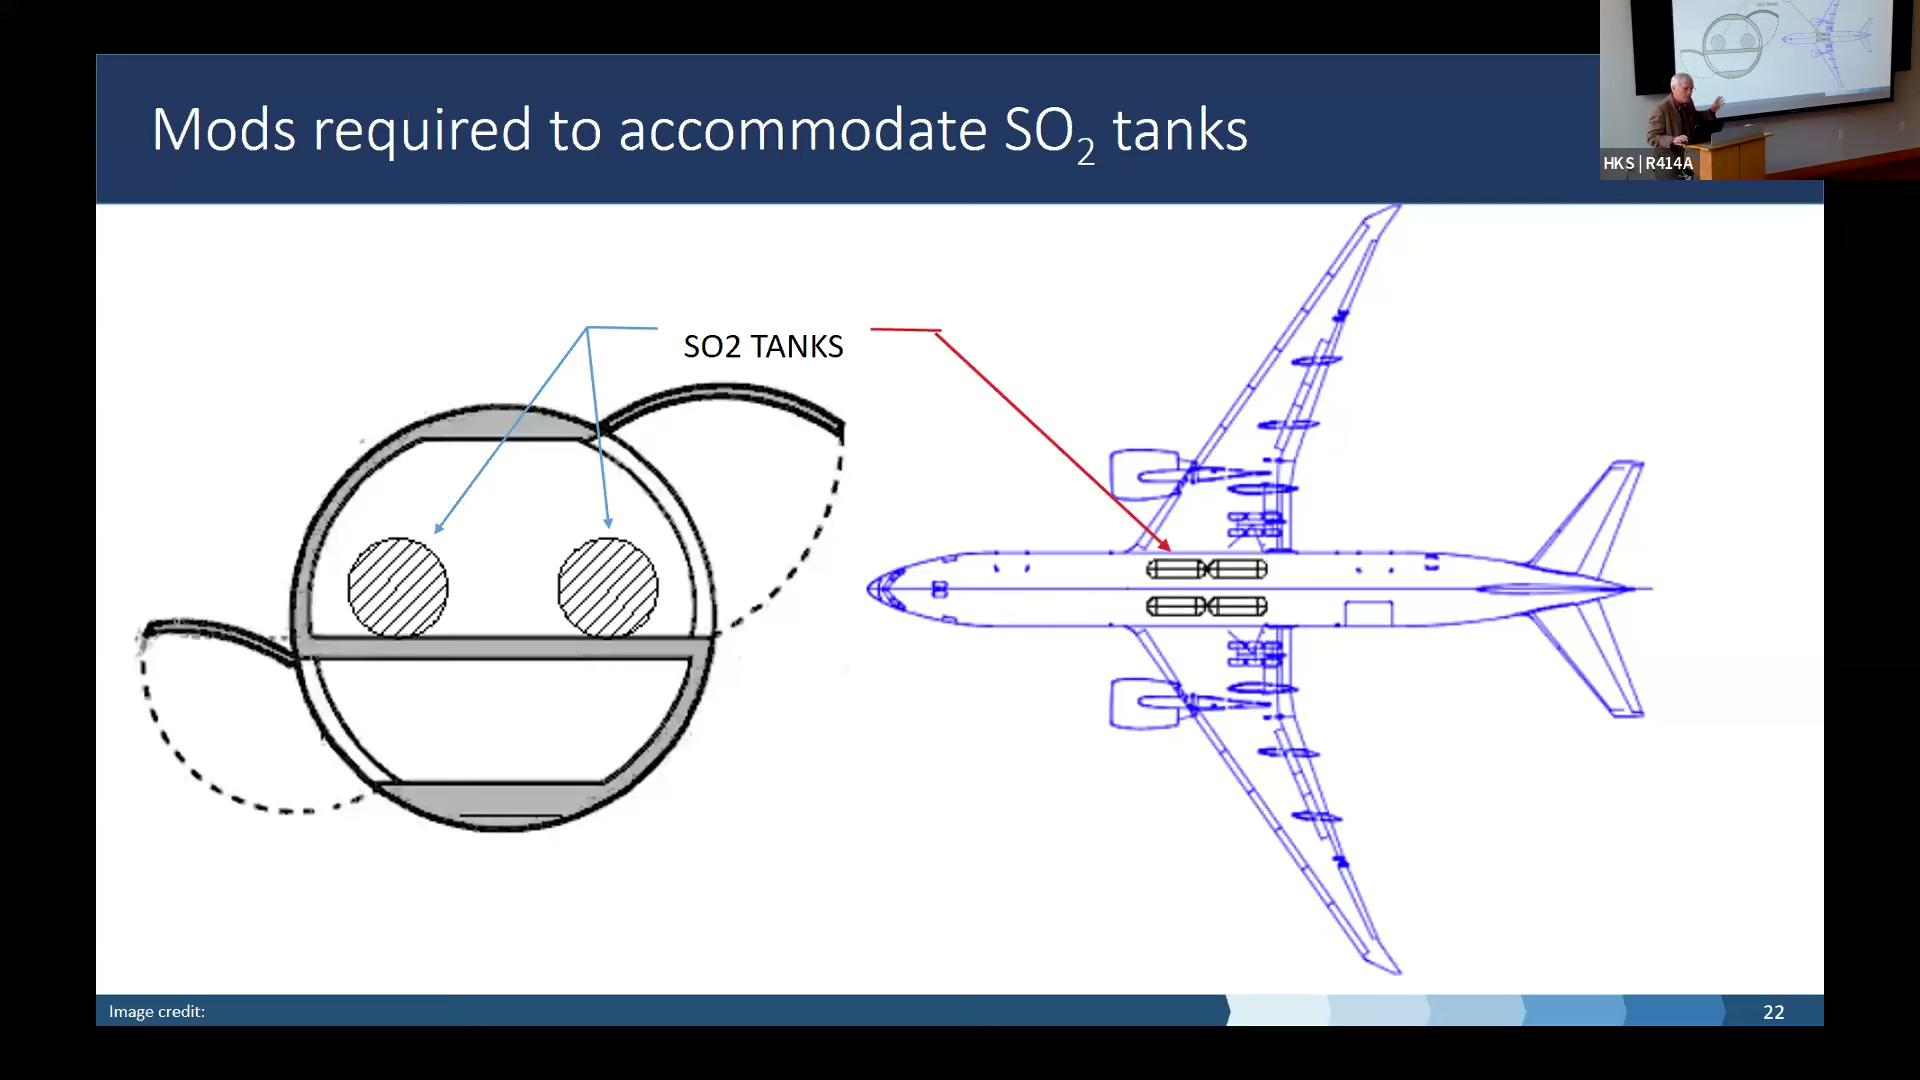 Mods required to accommodate SO₂ tanks
HKS | R414A
SO2 TANKS
Image credit:
22